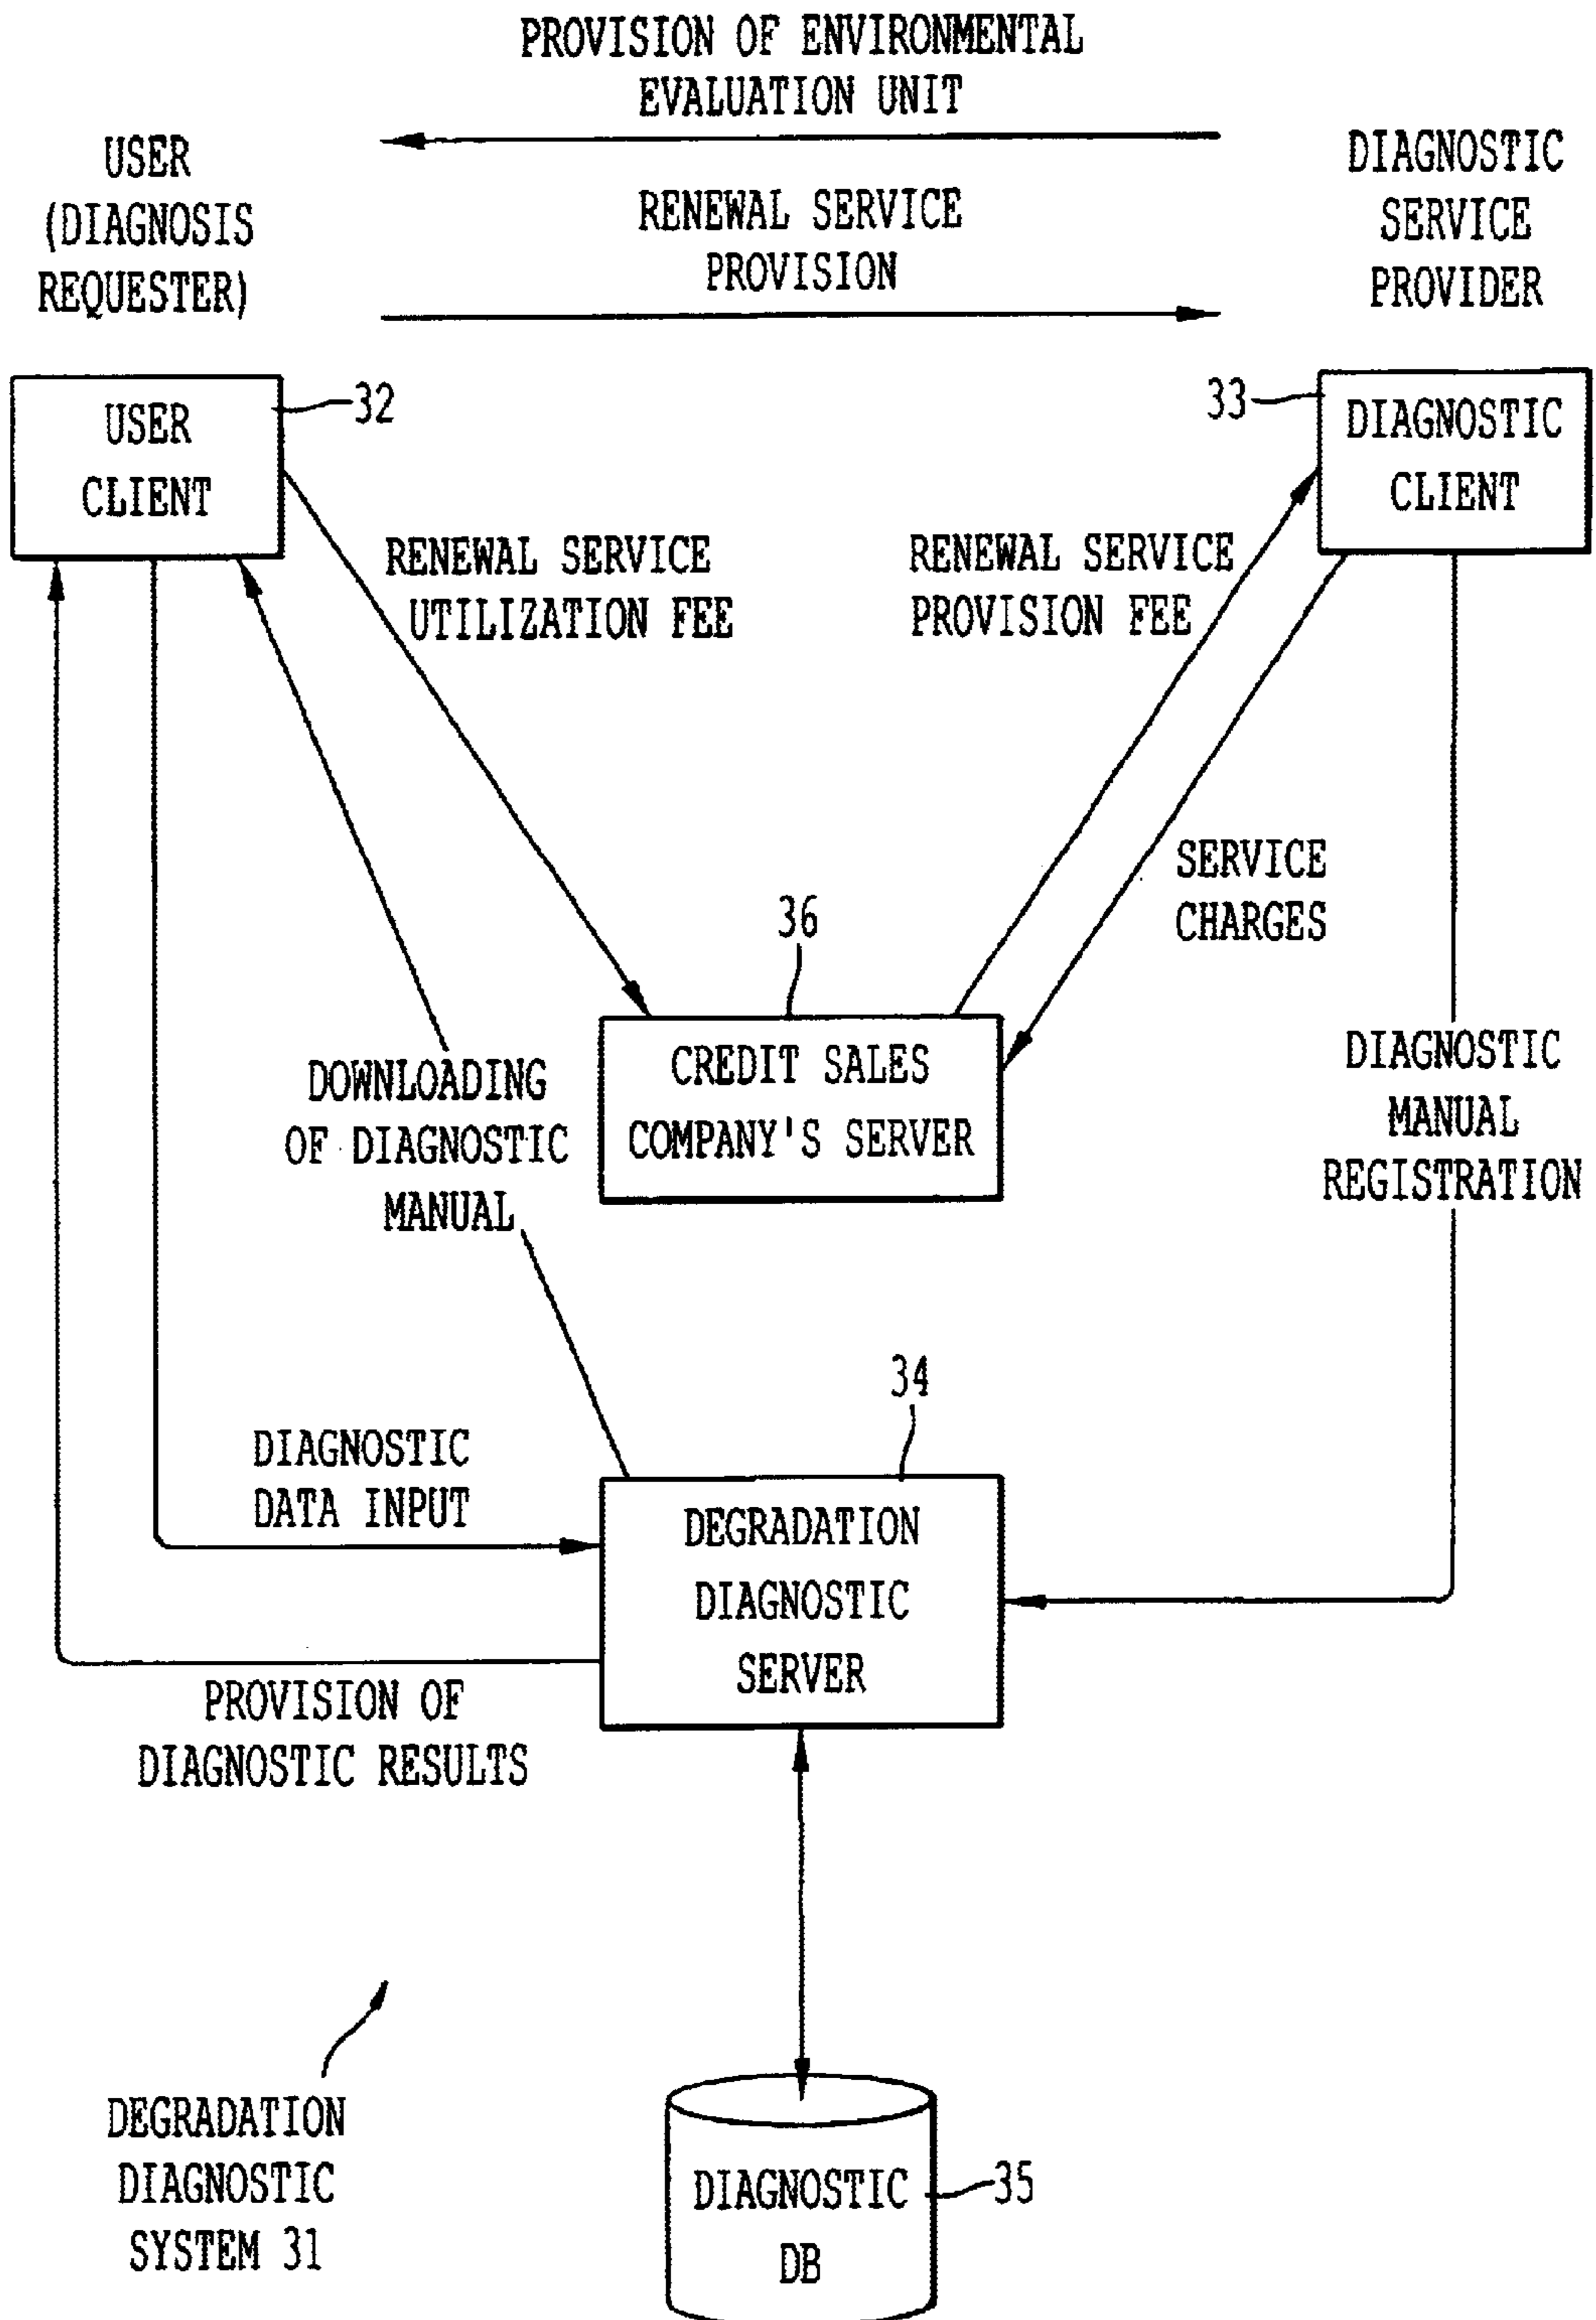 PROVISION OF ENVIRONMENTAL
EVALUATION UNIT
USER
(DIAGNOSIS
REQUESTER)
RENEWAL SERVICE
PROVISION
DIAGNOSTIC
SERVICE
PROVIDER
USER
CLIENT
32
33
DIAGNOSTIC
CLIENT
RENEWAL SERVICE
UTILIZATION FEE
RENEWAL SERVICE
PROVISION FEE
SERVICE
CHARGES
36
CREDIT SALES
COMPANY'S SERVER
DOWNLOADING
OF DIAGNOSTIC
MANUAL
DIAGNOSTIC
MANUAL
REGISTRATION
34
DIAGNOSTIC
DATA INPUT
DEGRADATION
DIAGNOSTIC
SERVER
PROVISION OF
DIAGNOSTIC RESULTS
DEGRADATION
DIAGNOSTIC
SYSTEM 31
DIAGNOSTIC
DB
35